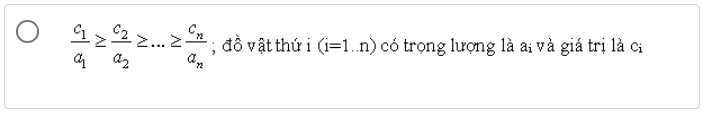 c₁/a₁ ≥ c₂/a₂ ≥ ... ≥ cₙ/aₙ ; đồ vật thứ i (i=1..n) có trọng lượng là aᵢ và giá trị là cᵢ